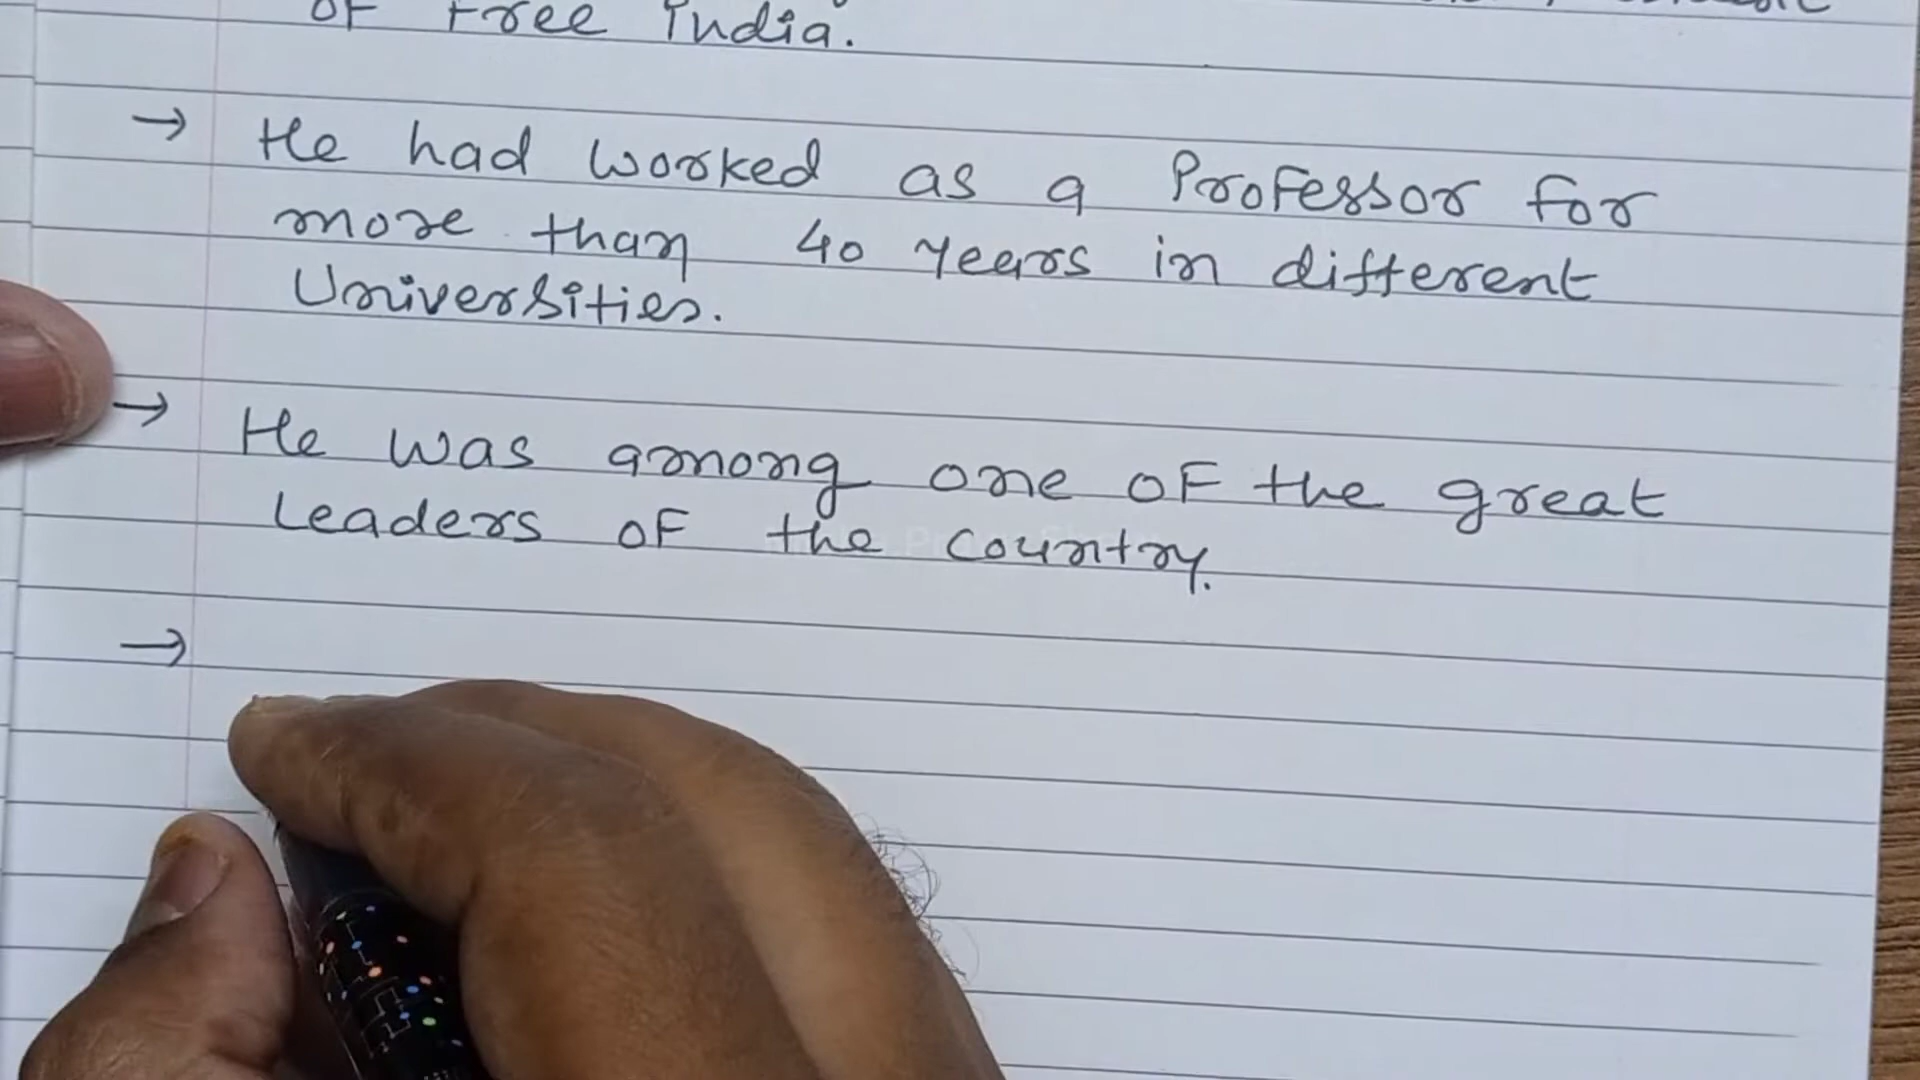 of Free India.
→ He had worked as a Professor for
more than 40 years in different
Universities.
→ He was among one of the great
Leaders of the country.
→